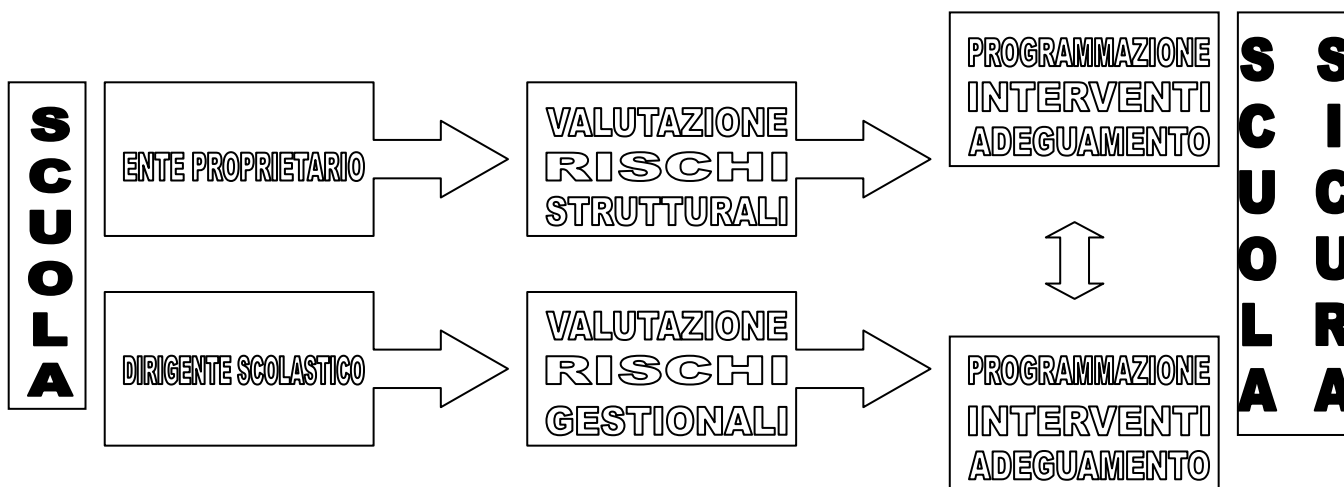 SCUOLA
ENTE PROPRIETARIO
VALUTAZIONE
RISCHI
STRUTTURALI
PROGRAMMAZIONE
INTERVENTI
ADEGUAMENTO
DIRIGENTE SCOLASTICO
VALUTAZIONE
RISCHI
GESTIONALI
PROGRAMMAZIONE
INTERVENTI
ADEGUAMENTO
SCUOLA
SICURA